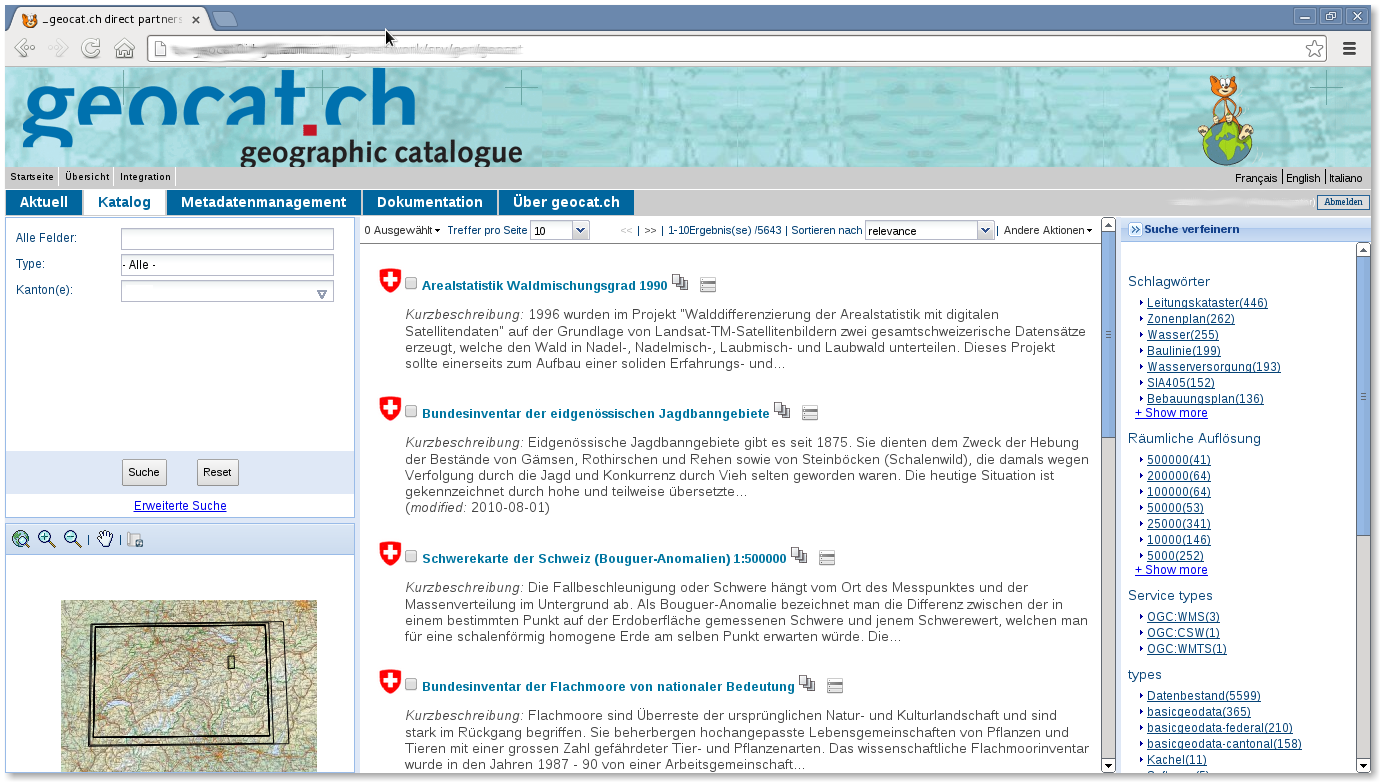 _geocat.ch direct partners
geocat.ch
geographic catalogue
Startseite Übersicht Integration
Français English Italiano
Aktuell Katalog Metadatenmanagement Dokumentation Über geocat.ch
Abmelden
Alle Felder:
Type: - Alle -
Kanton(e):
Suche Reset
Erweiterte Suche
0 Ausgewählt Treffer pro Seite 10 << | >> | 1-10Ergebnis(se) /5643 | Sortieren nach relevance | Andere Aktionen
Arealstatistik Waldmischungsgrad 1990
Kurzbeschreibung: 1996 wurden im Projekt "Walddifferenzierung der Arealstatistik mit digitalen
Satellitendaten" auf der Grundlage von Landsat-TM-Satellitenbildern zwei gesamtschweizerische Datensätze
erzeugt, welche den Wald in Nadel-, Nadelmisch-, Laubmisch- und Laubwald unterteilen. Dieses Projekt
sollte einerseits zum Aufbau einer soliden Erfahrungs- und...
Bundesinventar der eidgenössischen Jagdbanngebiete
Kurzbeschreibung: Eidgenössische Jagdbanngebiete gibt es seit 1875. Sie dienten dem Zweck der Hebung
der Bestände von Gämsen, Rothirschen und Rehen sowie von Steinböcken (Schalenwild), die damals wegen
Verfolgung durch die Jagd und Konkurrenz durch Vieh selten geworden waren. Die heutige Situation ist
gekennzeichnet durch hohe und teilweise übersetzte...
(modified: 2010-08-01)
Schwerekarte der Schweiz (Bouguer-Anomalien) 1:500000
Kurzbeschreibung: Die Fallbeschleunigung oder Schwere hängt vom Ort des Messpunktes und der
Massenverteilung im Untergrund ab. Als Bouguer-Anomalie bezeichnet man die Differenz zwischen der in
einem bestimmten Punkt auf der Erdoberfläche gemessenen Schwere und jenem Schwerewert, welchen man
für eine schalenförmig homogene Erde am selben Punkt erwarten würde. Die...
Bundesinventar der Flachmoore von nationaler Bedeutung
Kurzbeschreibung: Flachmoore sind Überreste der ursprünglichen Natur- und Kulturlandschaft und sind
stark im Rückgang begriffen. Sie beherbergen hochangepasste Lebensgemeinschaften von Pflanzen und
Tieren mit einer grossen Zahl gefährdeter Tier- und Pflanzenarten. Das wissenschaftliche Flachmoorinventar
wurde in den Jahren 1987 - 90 von einer Arbeitsgemeinschaft...
Suche verfeinern
Schlagwörter
Leitungskataster(446)
Zonenplan(262)
Wasser(255)
Baulinie(199)
Wasserversorgung(193)
SIA405(152)
Bebauungsplan(136)
+ Show more
Räumliche Auflösung
500000(41)
200000(64)
100000(64)
50000(53)
25000(341)
10000(146)
5000(252)
+ Show more
Service types
OGC:WMS(3)
OGC:CSW(1)
OGC:WMTS(1)
types
Datenbestand(5599)
basicgeodata(365)
basicgeodata-federal(210)
basicgeodata-cantonal(158)
Kachel(11)